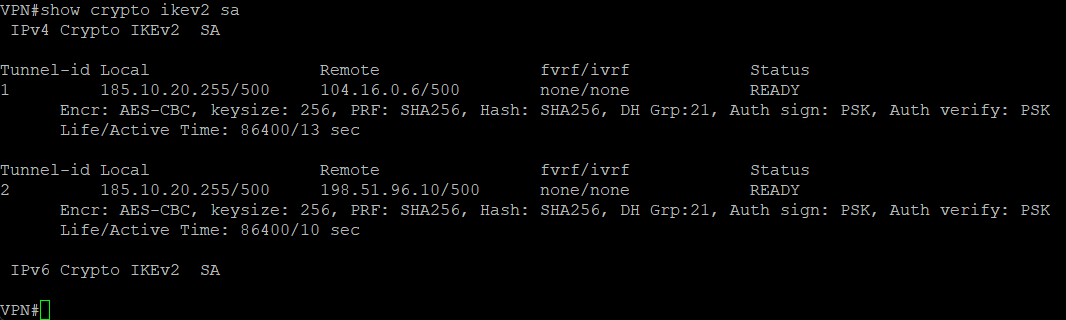 VPN#show crypto ikev2 sa
 IPv4 Crypto IKEv2  SA

Tunnel-id Local                 Remote                fvrf/ivrf            Status
1         185.10.20.255/500     104.16.0.6/500        none/none            READY
      Encr: AES-CBC, keysize: 256, PRF: SHA256, Hash: SHA256, DH Grp:21, Auth sign: PSK, Auth verify: PSK
      Life/Active Time: 86400/13 sec

Tunnel-id Local                 Remote                fvrf/ivrf            Status
2         185.10.20.255/500     198.51.96.10/500      none/none            READY
      Encr: AES-CBC, keysize: 256, PRF: SHA256, Hash: SHA256, DH Grp:21, Auth sign: PSK, Auth verify: PSK
      Life/Active Time: 86400/10 sec

 IPv6 Crypto IKEv2  SA

VPN#